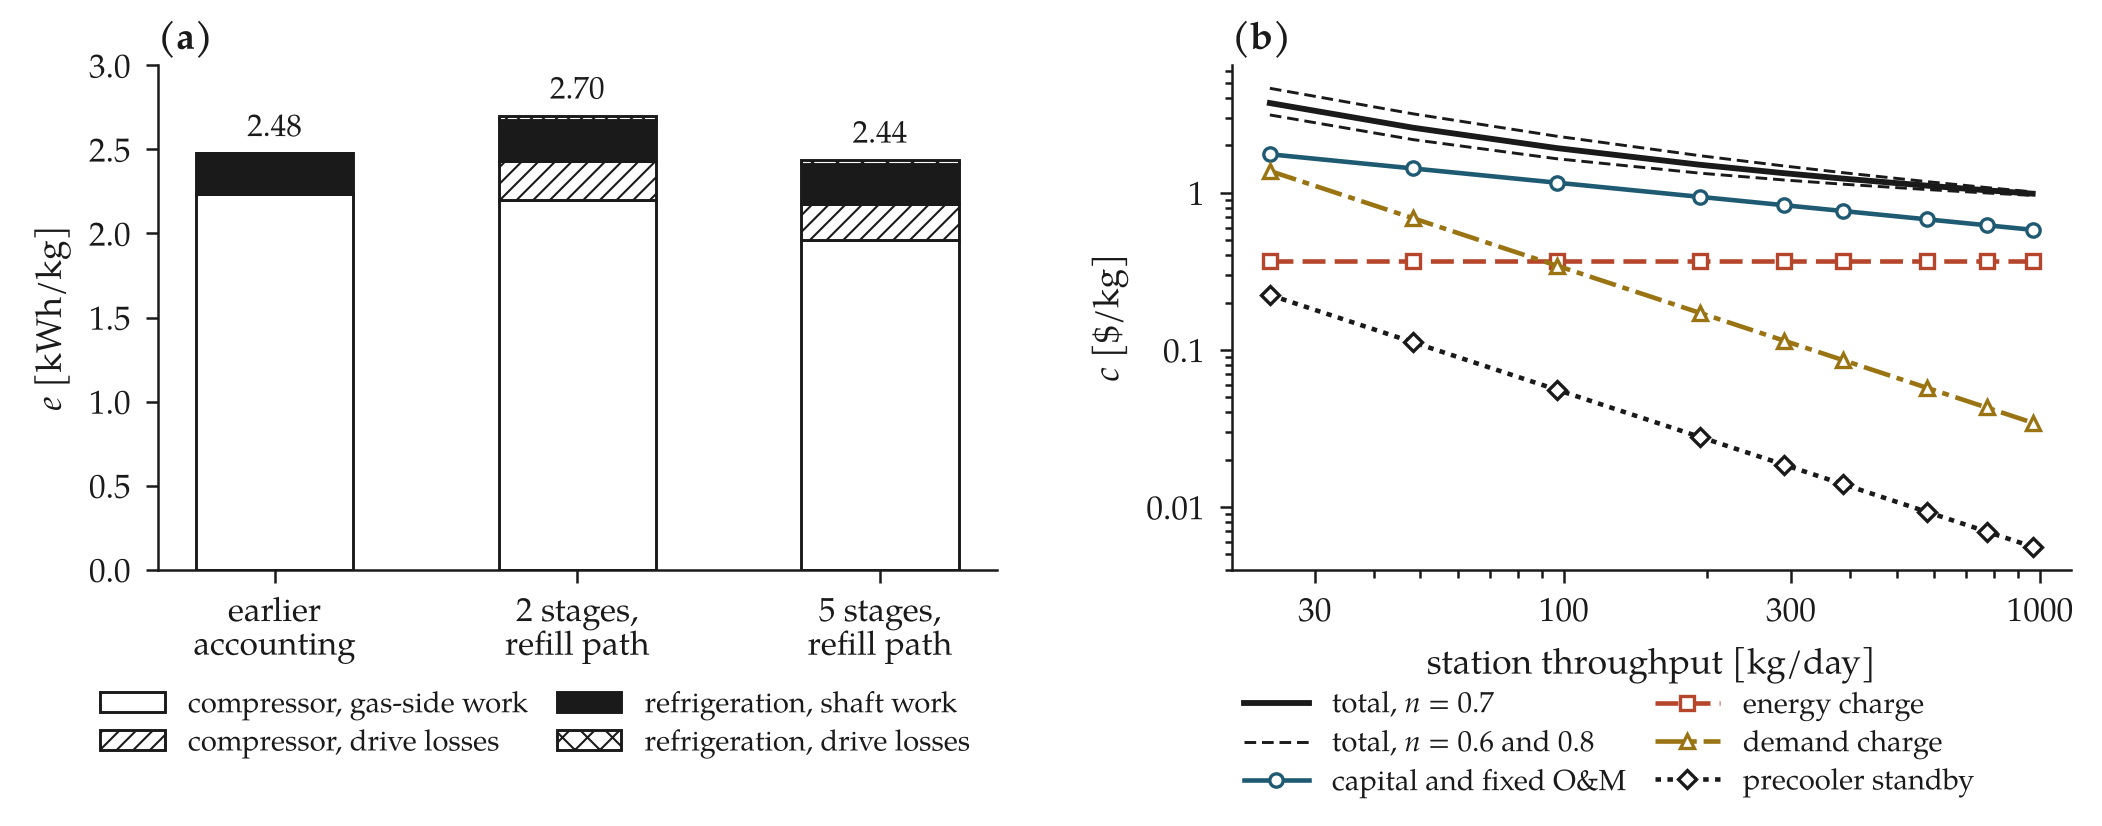 (a)
3.0
2.5
2.0
1.5
1.0
0.5
0.0
e [kWh/kg]
2.48
2.70
2.44
earlier
accounting
2 stages,
refill path
5 stages,
refill path
compressor, gas-side work
compressor, drive losses
refrigeration, shaft work
refrigeration, drive losses
(b)
1
0.1
0.01
c [$/kg]
30
100
300
1000
station throughput [kg/day]
total, n = 0.7
total, n = 0.6 and 0.8
capital and fixed O&M
energy charge
demand charge
precooler standby